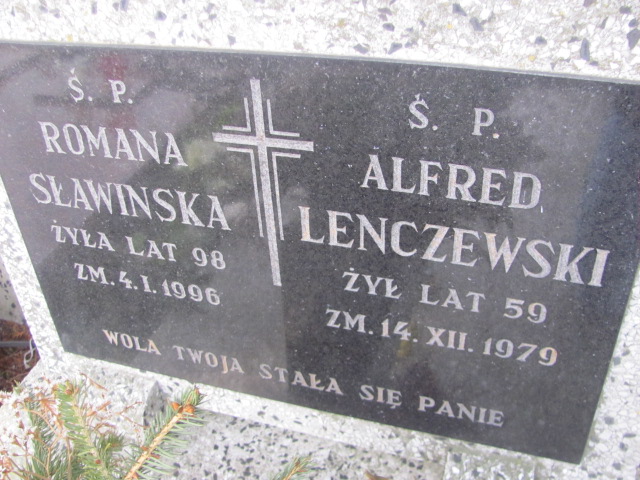 Ś. P.
ROMANA
SŁAWINSKA
ŻYŁA LAT 98
ZM. 4. I. 1996
Ś. P.
ALFRED
LENCZEWSKI
ŻYŁ LAT 59
ZM. 14. XII. 1979
WOLA TWOJA STAŁA SIĘ PANIE